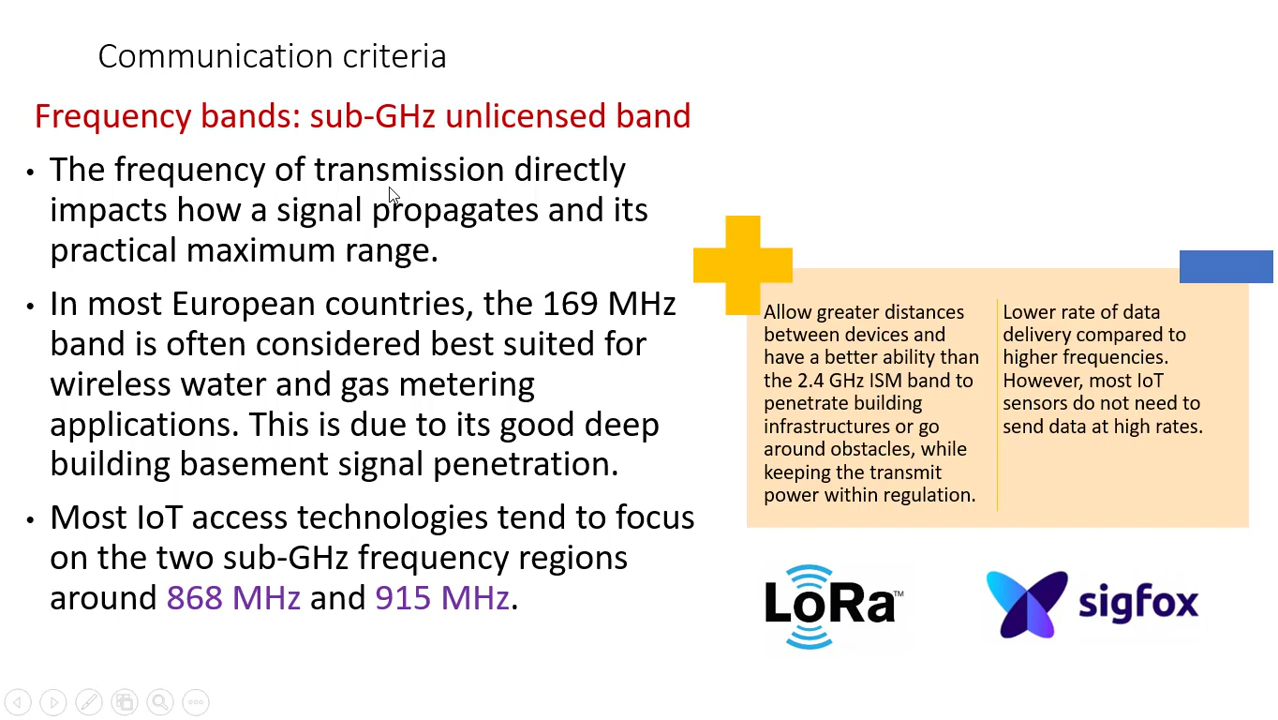 Communication criteria
Frequency bands: sub-GHz unlicensed band
• The frequency of transmission directly
impacts how a signal propagates and its
practical maximum range.
• In most European countries, the 169 MHz
band is often considered best suited for
wireless water and gas metering
applications. This is due to its good deep
building basement signal penetration.
• Most IoT access technologies tend to focus
on the two sub-GHz frequency regions
around 868 MHz and 915 MHz.
Allow greater distances
between devices and
have a better ability than
the 2.4 GHz ISM band to
penetrate building
infrastructures or go
around obstacles, while
keeping the transmit
power within regulation.
Lower rate of data
delivery compared to
higher frequencies.
However, most IoT
sensors do not need to
send data at high rates.
LoRa™
sigfox